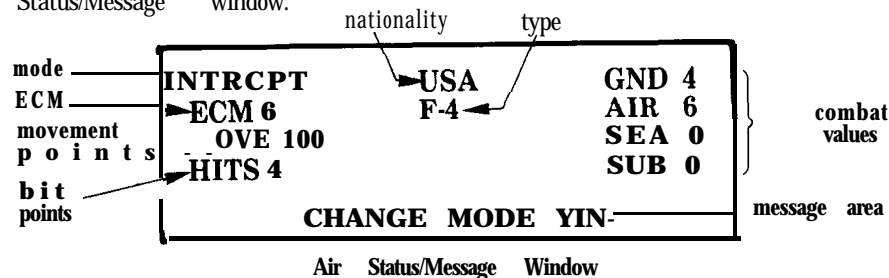 Status/Message window.
nationality type
mode INTRCPT USA GND 4
ECM ECM 6 F-4 AIR 6 combat
movement OVE 100 SEA 0 values
points HITS 4 SUB 0
bit
points
CHANGE MODE YIN- message area
Air Status/Message Window